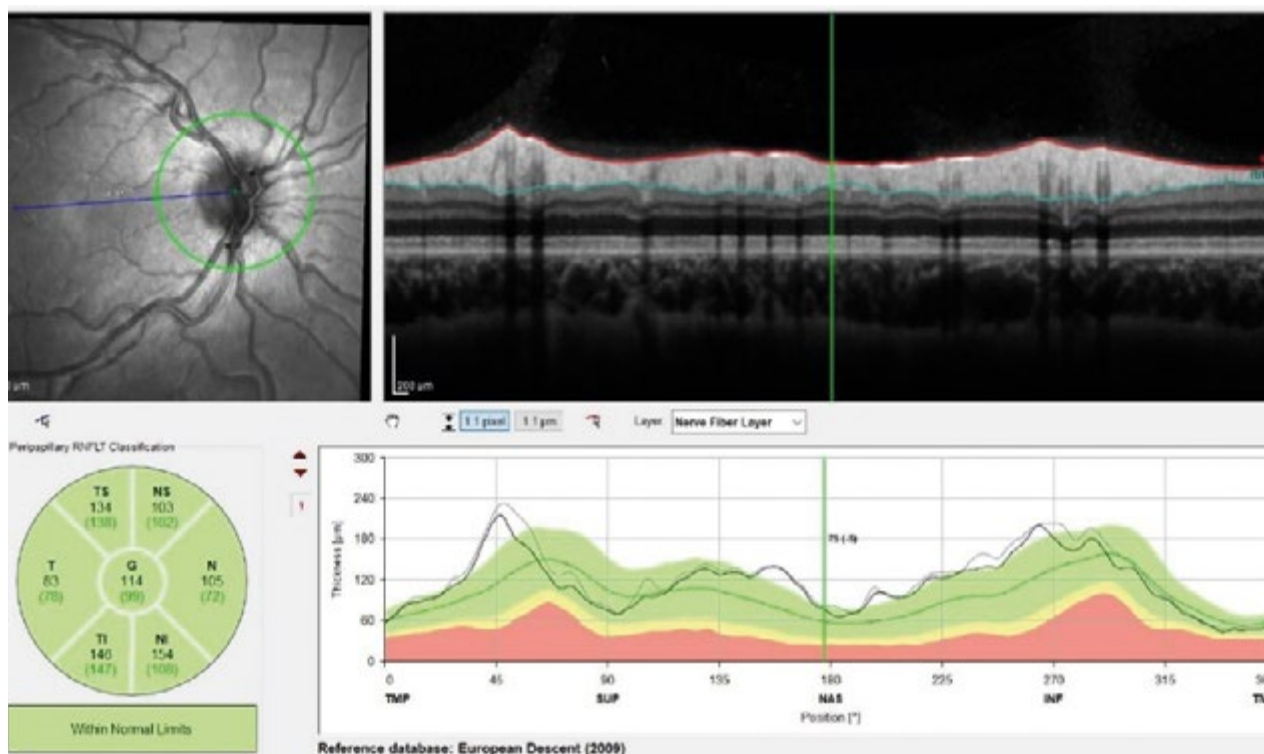 200 µm
µm
1:1 pixel 1:1 µm Layer: Nerve Fiber Layer
Peripapillary RNFLT Classification
TS
134
(138)
NS
103
(102)
T
83
(78)
G
114
(99)
N
105
(72)
TI
146
(147)
NI
154
(108)
Within Normal Limits
1
Thickness [µm]
300
240
180
120
60
0
0 45 90 135 180 225 270 315
TMP SUP NAS INF
Position [°]
Reference database: European Descent (2009)